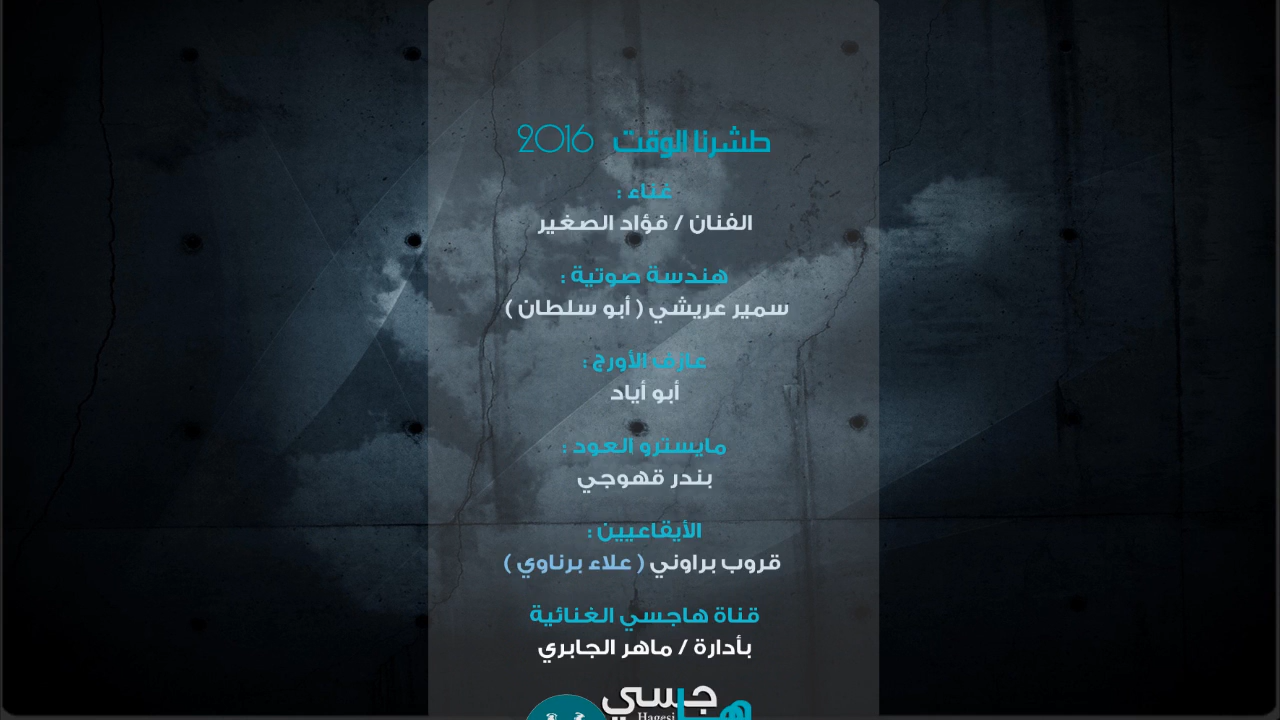 طشرنا الوقت 2016
غناء :
الفنان / فؤاد الصغير
هندسة صوتية :
سمير عريشي ( أبو سلطان )
عازف الأورج :
أبو أياد
مايسترو العود :
بندر قهوجي
الأيقاعيين :
قروب براوني ( علاء برناوي )
قناة هاجسي الغنائية
بأدارة / ماهر الجابري
هاجسي
Hagesi